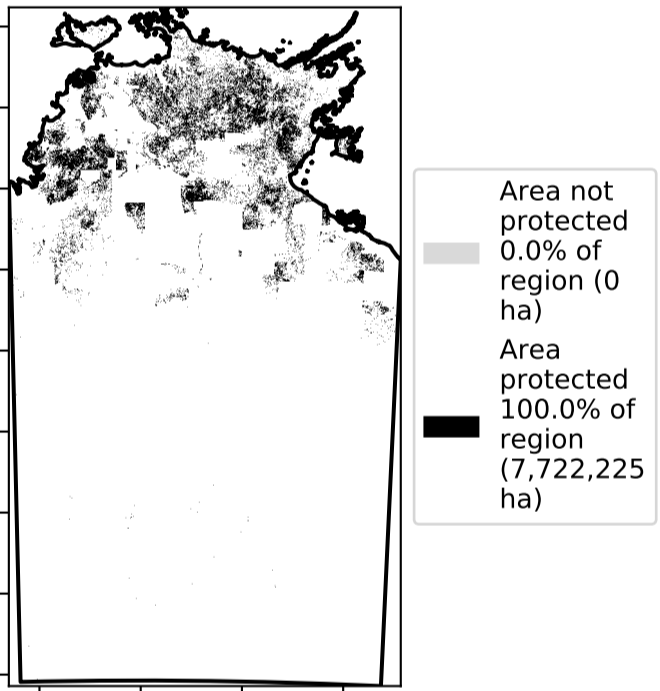 Area not
protected
0.0% of
region (0
ha)
Area
protected
100.0% of
region
(7,722,225
ha)